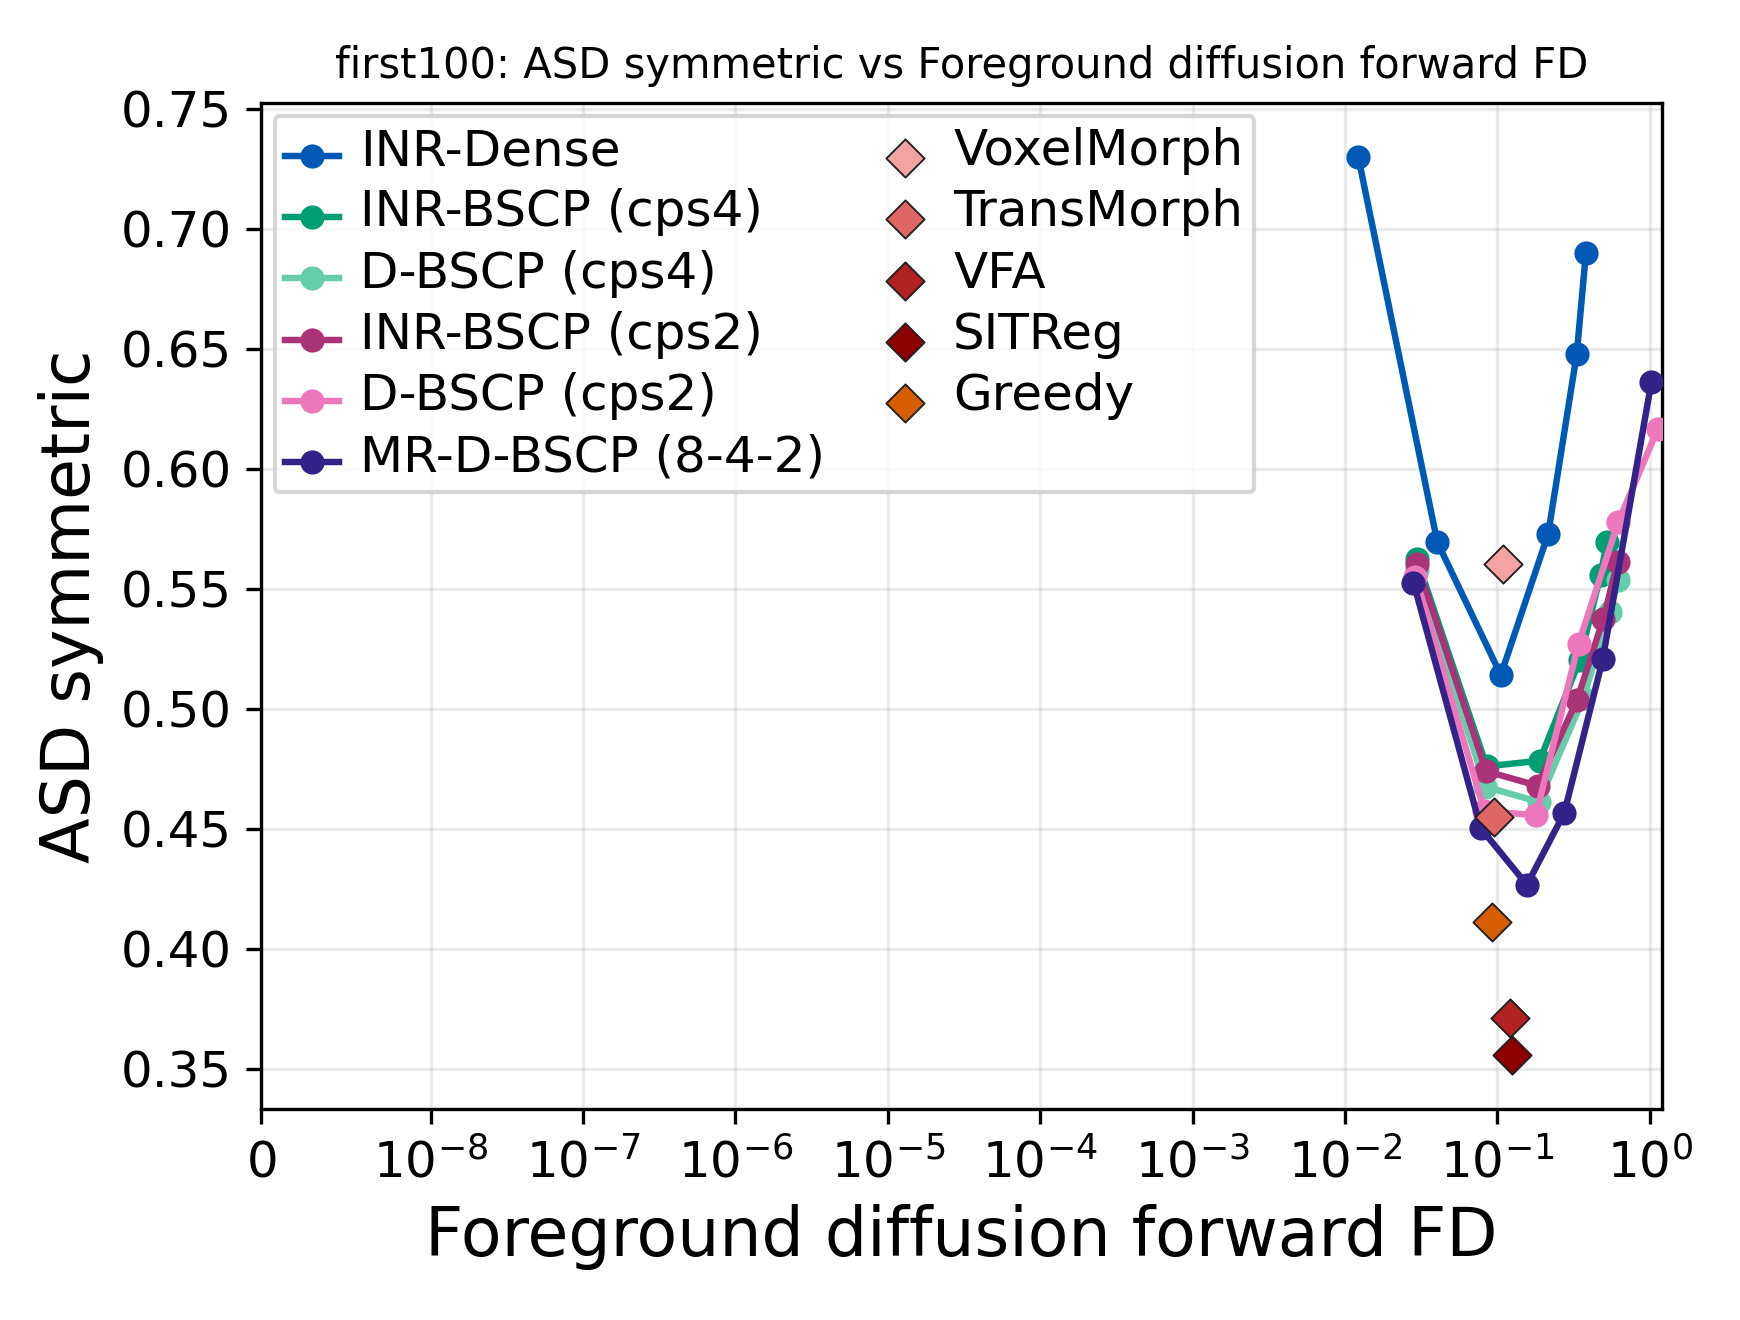 first100: ASD symmetric vs Foreground diffusion forward FD
0.75
0.70
0.65
0.60
0.55
0.50
0.45
0.40
0.35
ASD symmetric
INR-Dense
INR-BSCP (cps4)
D-BSCP (cps4)
INR-BSCP (cps2)
D-BSCP (cps2)
MR-D-BSCP (8-4-2)
VoxelMorph
TransMorph
VFA
SITReg
Greedy
0 10⁻⁸ 10⁻⁷ 10⁻⁶ 10⁻⁵ 10⁻⁴ 10⁻³ 10⁻² 10⁻¹ 10⁰
Foreground diffusion forward FD